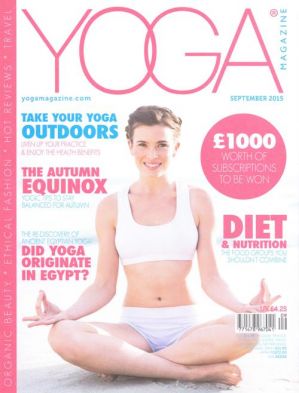 YOGA
MAGAZINE
yogamagazine.com
SEPTEMBER 2015
ORGANIC BEAUTY * ETHICAL FASHION * HOT REVIEWS * TRAVEL
TAKE YOUR YOGA
OUTDOORS
LIVEN UP YOUR PRACTICE
& ENJOY THE HEALTH BENEFITS
£1000
WORTH OF
SUBSCRIPTIONS
TO BE WON
THE AUTUMN
EQUINOX
YOGIC TIPS TO STAY
BALANCED FOR AUTUMN
THE RE-DISCOVERY OF
ANCIENT EGYPTIAN YOGA
DID YOGA
ORIGINATE
IN EGYPT?
DIET
& NUTRITION
THE FOOD GROUPS YOU
SHOULDN'T COMBINE
UK £4.25